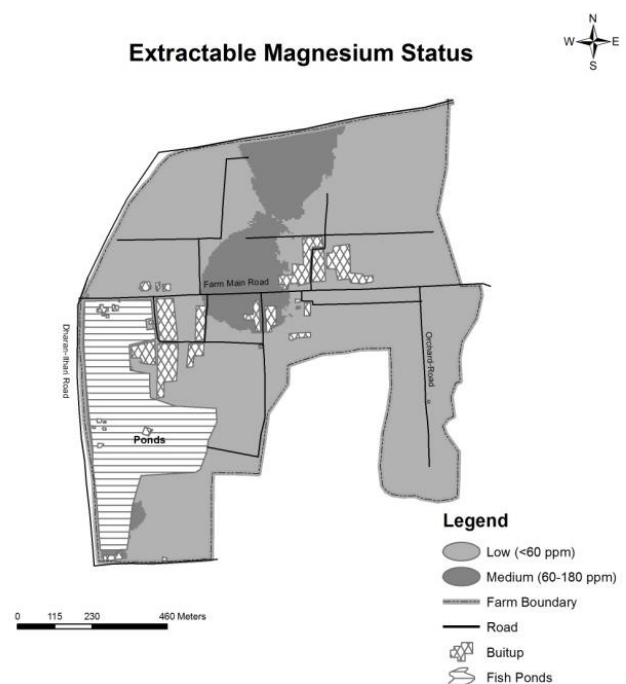 N
W E
S
Extractable Magnesium Status
Farm Main Road
Dharan-Ithari Road
Orchard-Road
Ponds
Legend
Low (<60 ppm)
Medium (60-180 ppm)
Farm Boundary
Road
Buitup
Fish Ponds
0 115 230 460 Meters